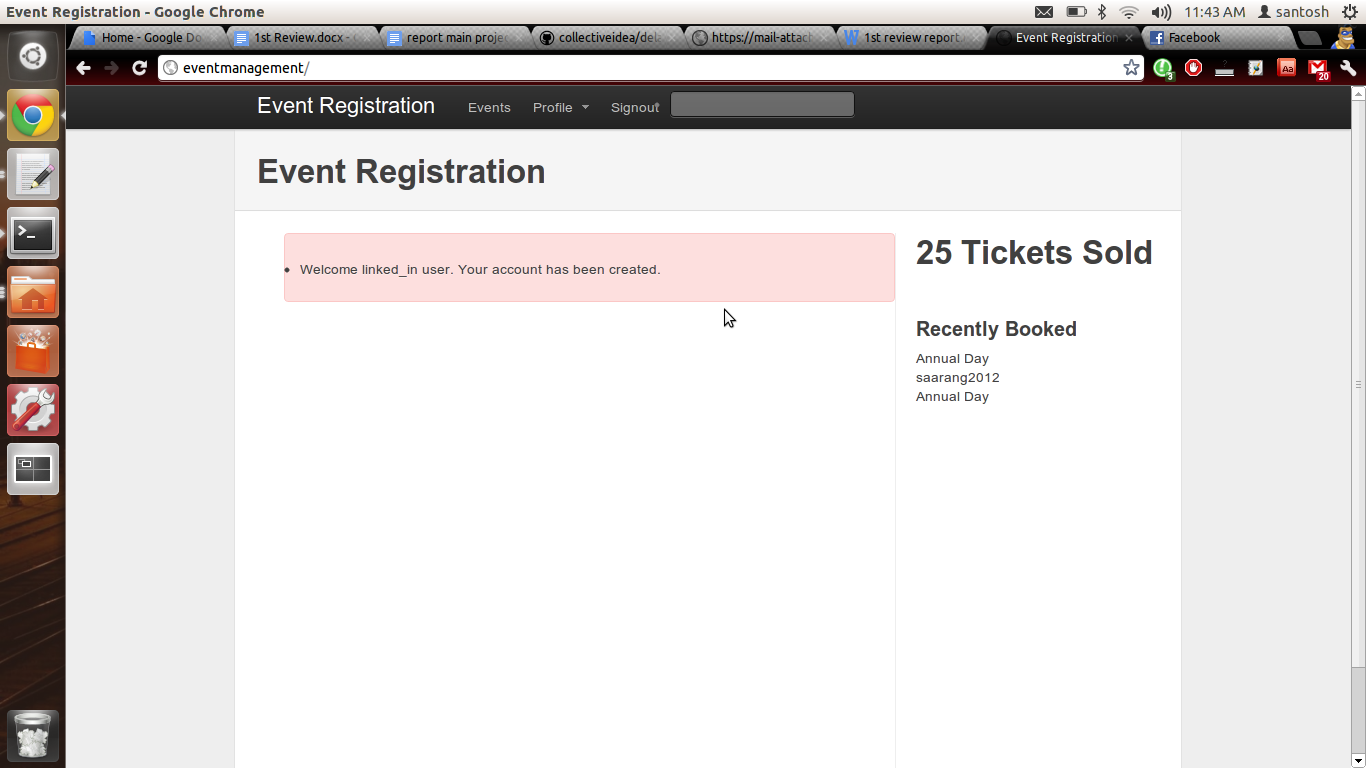 Event Registration - Google Chrome
11:43 AM santosh
Home - Google Do
1st Review.docx -
report main proje
collectiveidea/dela
https://mail-attach
1st review report.
Event Registration
Facebook
eventmanagement/
3
Aa
20
Event Registration Events Profile Signout
Event Registration
Welcome linked_in user. Your account has been created.
25 Tickets Sold
Recently Booked
Annual Day
saarang2012
Annual Day